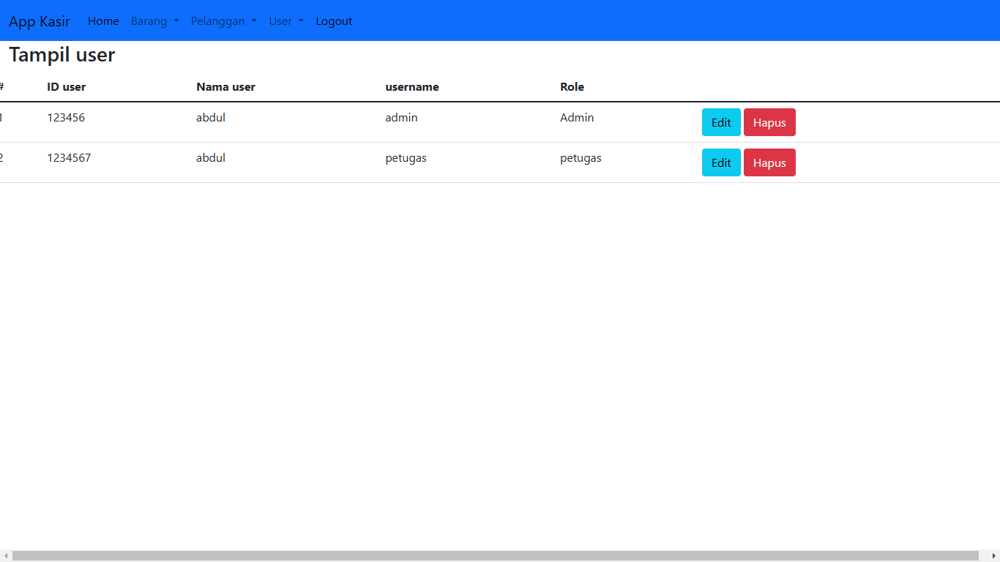 App Kasir Home Barang Pelanggan User Logout
Tampil user
# ID user Nama user username Role
1 123456 abdul admin Admin Edit Hapus
2 1234567 abdul petugas petugas Edit Hapus